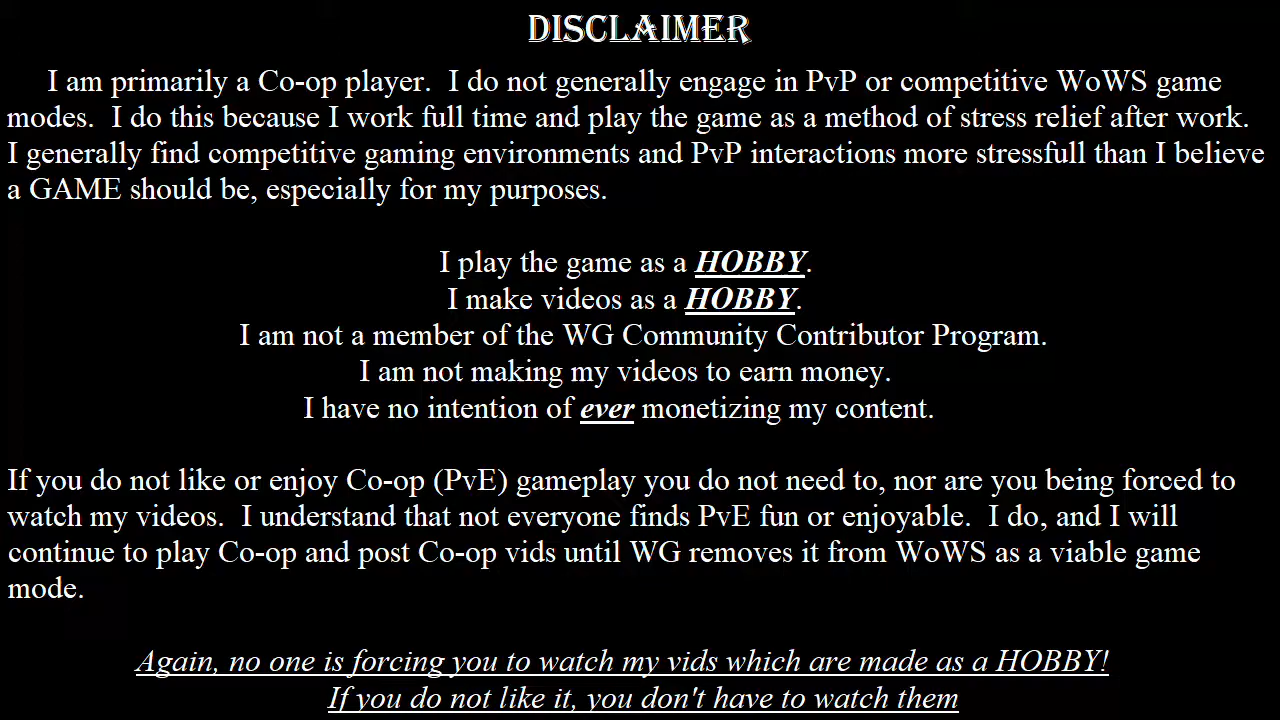 DISCLAIMER
I am primarily a Co-op player.  I do not generally engage in PvP or competitive WoWS game
modes.  I do this because I work full time and play the game as a method of stress relief after work.
I generally find competitive gaming environments and PvP interactions more stressfull than I believe
a GAME should be, especially for my purposes.
I play the game as a HOBBY.
I make videos as a HOBBY.
I am not a member of the WG Community Contributor Program.
I am not making my videos to earn money.
I have no intention of ever monetizing my content.
If you do not like or enjoy Co-op (PvE) gameplay you do not need to, nor are you being forced to
watch my videos.  I understand that not everyone finds PvE fun or enjoyable.  I do, and I will
continue to play Co-op and post Co-op vids until WG removes it from WoWS as a viable game
mode.
Again, no one is forcing you to watch my vids which are made as a HOBBY!
If you do not like it, you don't have to watch them